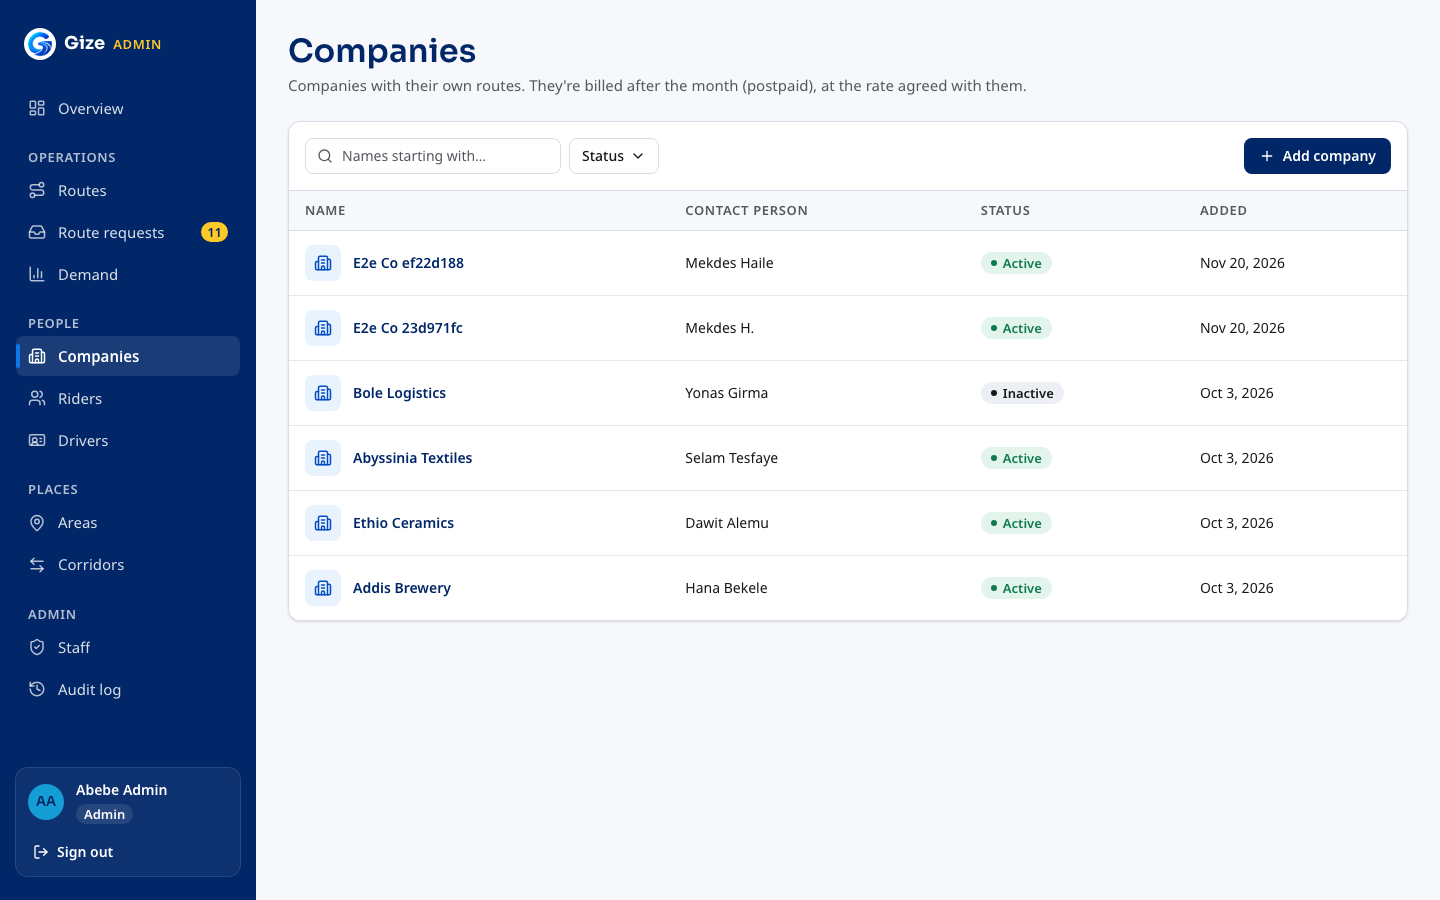 Gize ADMIN
Overview
OPERATIONS
Routes
Route requests 11
Demand
PEOPLE
Companies
Riders
Drivers
PLACES
Areas
Corridors
ADMIN
Staff
Audit log
AA Abebe Admin
Admin
Sign out
Companies
Companies with their own routes. They're billed after the month (postpaid), at the rate agreed with them.
Names starting with... Status Add company
NAME CONTACT PERSON STATUS ADDED
E2e Co ef22d188 Mekdes Haile Active Nov 20, 2026
E2e Co 23d971fc Mekdes H. Active Nov 20, 2026
Bole Logistics Yonas Girma Inactive Oct 3, 2026
Abyssinia Textiles Selam Tesfaye Active Oct 3, 2026
Ethio Ceramics Dawit Alemu Active Oct 3, 2026
Addis Brewery Hana Bekele Active Oct 3, 2026